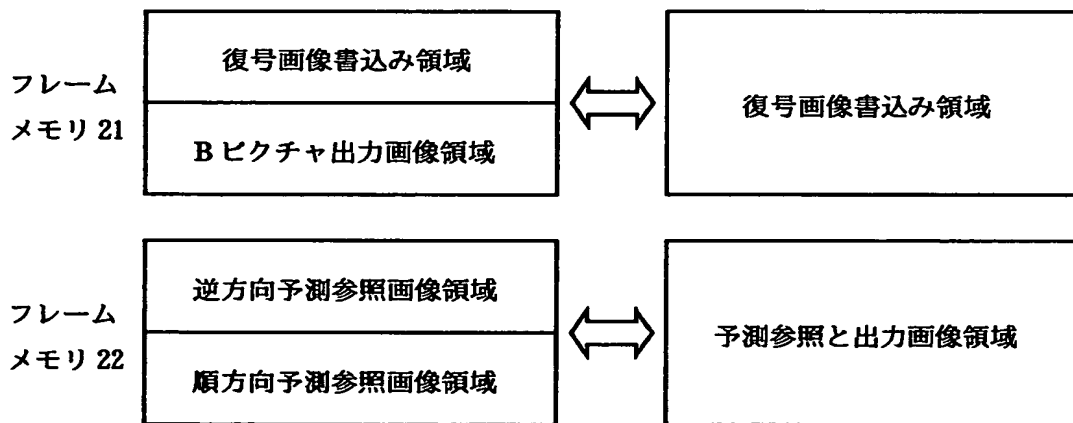 復号画像書込み領域
フレーム
メモリ 21
B ピクチャ出力画像領域
復号画像書込み領域
逆方向予測参照画像領域
フレーム
メモリ 22
順方向予測参照画像領域
予測参照と出力画像領域